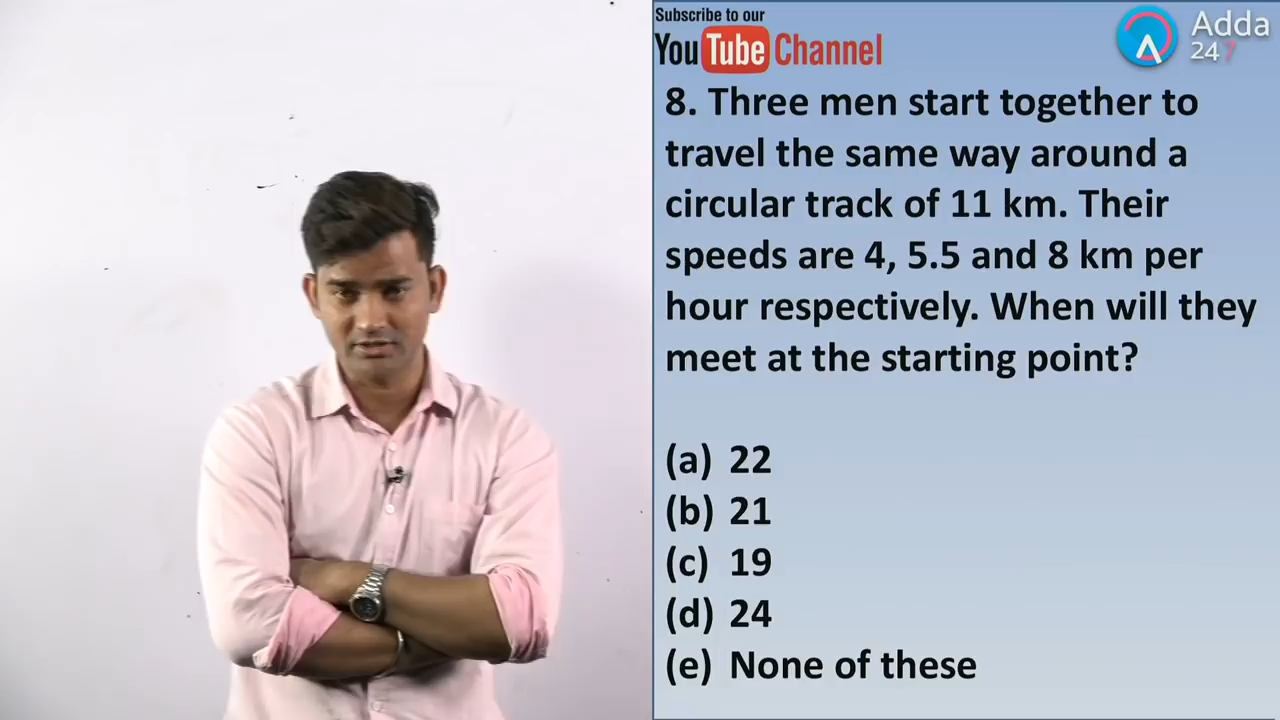 Subscribe to our
YouTube Channel
Adda
247
8. Three men start together to
travel the same way around a
circular track of 11 km. Their
speeds are 4, 5.5 and 8 km per
hour respectively. When will they
meet at the starting point?
(a) 22
(b) 21
(c) 19
(d) 24
(e) None of these